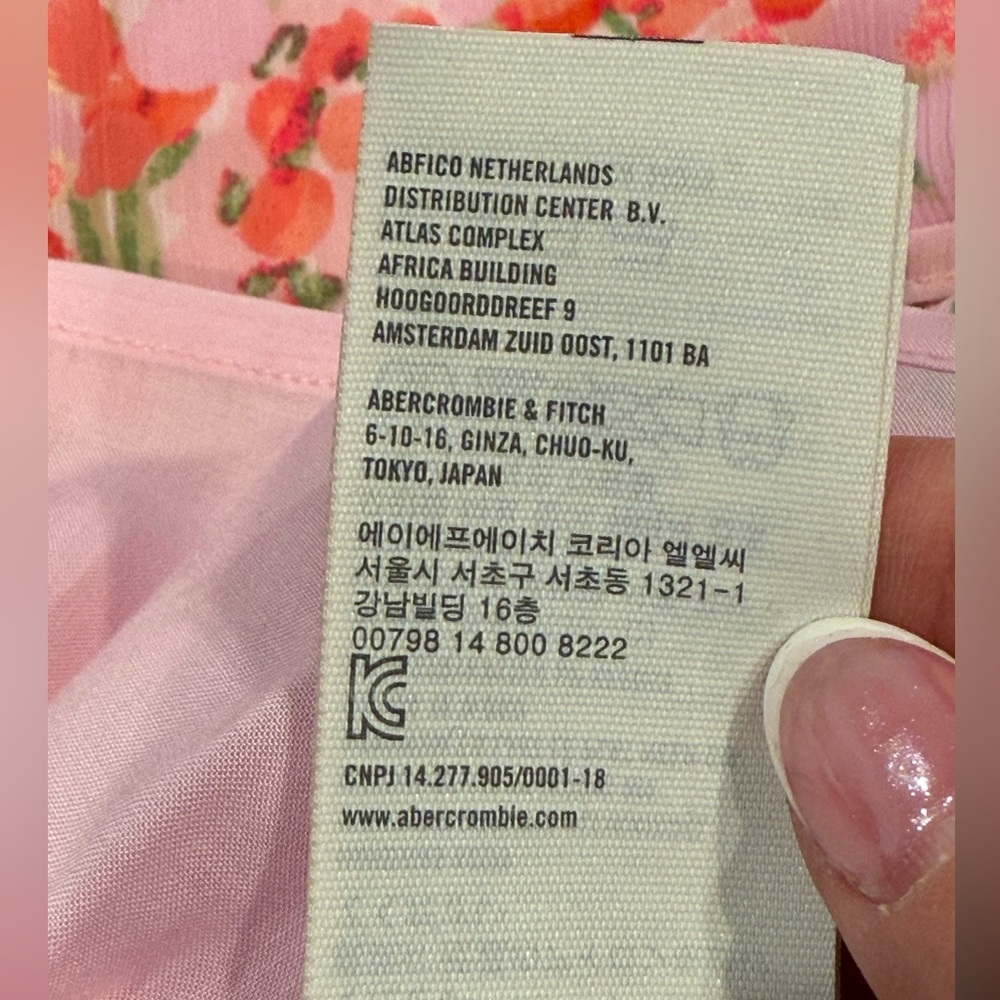 ABFICO NETHERLANDS
DISTRIBUTION CENTER B.V.
ATLAS COMPLEX
AFRICA BUILDING
HOOGOORDDREEF 9
AMSTERDAM ZUID OOST, 1101 BA
ABERCROMBIE & FITCH
6-10-16, GINZA, CHUO-KU,
TOKYO, JAPAN
에이에프에이치 코리아 엘엘씨
서울시 서초구 서초동 1321-1
강남빌딩 16층
00798 14 800 8222
KC
CNPJ 14.277.905/0001-18
www.abercrombie.com